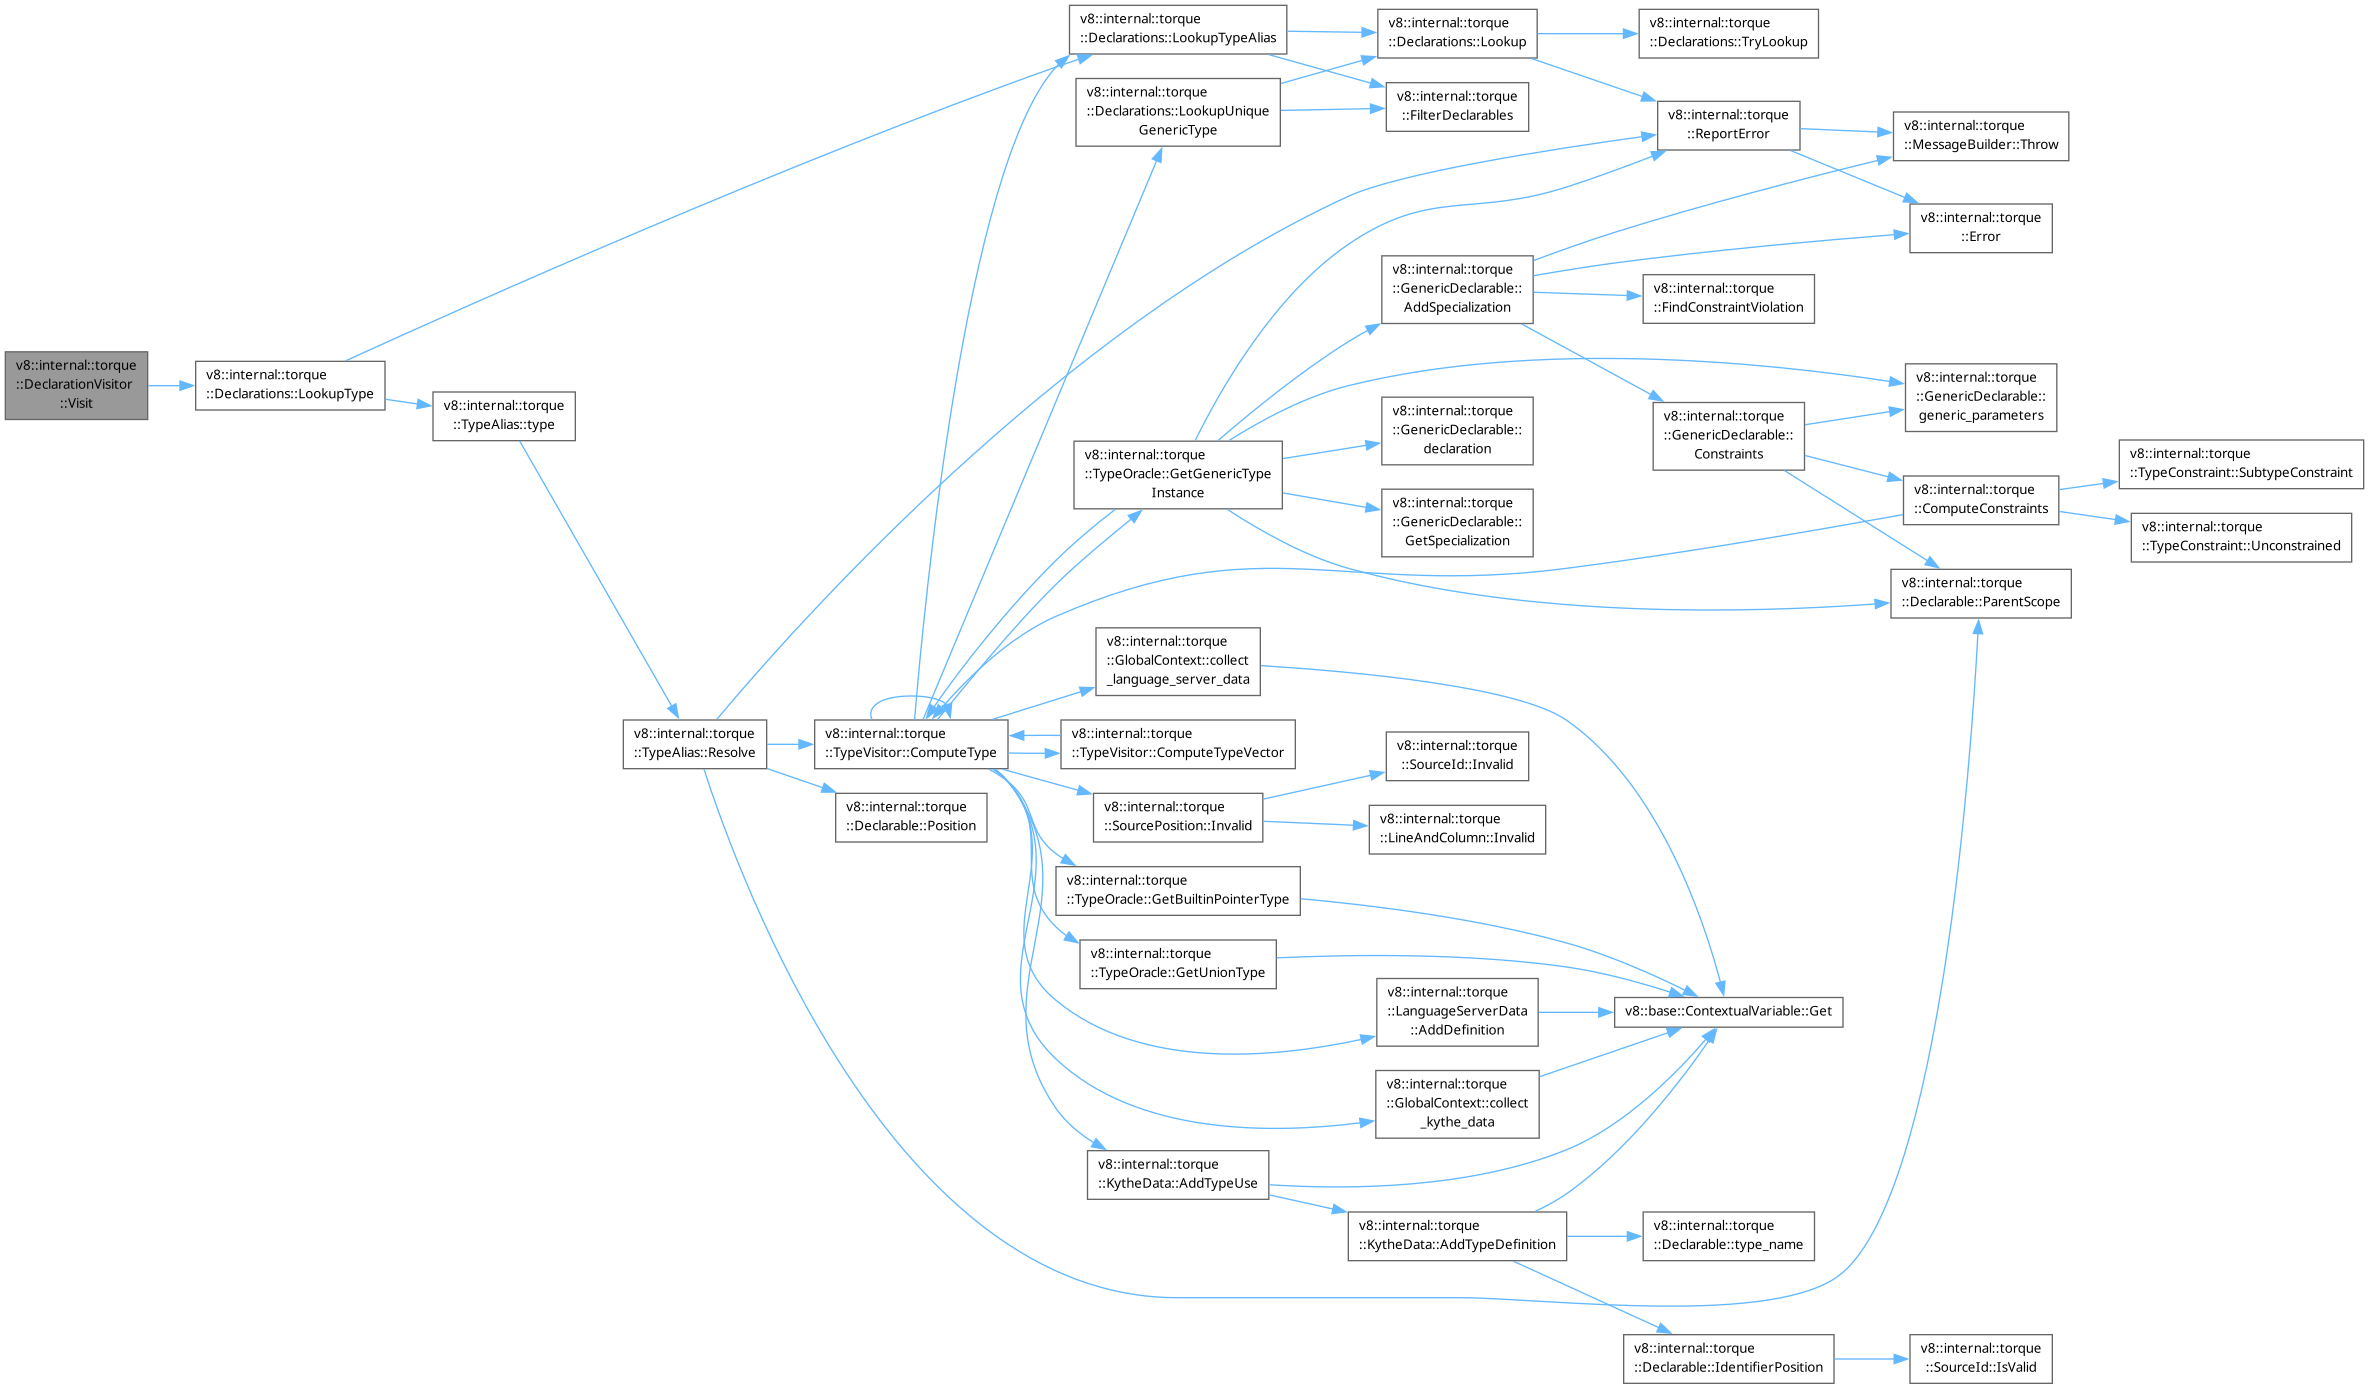 v8::internal::torque
::DeclarationVisitor
::Visit
v8::internal::torque
::Declarations::LookupType
v8::internal::torque
::TypeAlias::type
v8::internal::torque
::TypeAlias::Resolve
v8::internal::torque
::TypeVisitor::ComputeType
v8::internal::torque
::Declarable::Position
v8::internal::torque
::Declarations::LookupTypeAlias
v8::internal::torque
::Declarations::LookupUnique
GenericType
v8::internal::torque
::TypeOracle::GetGenericType
Instance
v8::internal::torque
::GlobalContext::collect
_language_server_data
v8::internal::torque
::TypeVisitor::ComputeTypeVector
v8::internal::torque
::SourcePosition::Invalid
v8::internal::torque
::TypeOracle::GetBuiltinPointerType
v8::internal::torque
::TypeOracle::GetUnionType
v8::internal::torque
::KytheData::AddTypeUse
v8::internal::torque
::Declarations::Lookup
v8::internal::torque
::FilterDeclarables
v8::internal::torque
::GenericDeclarable::
AddSpecialization
v8::internal::torque
::GenericDeclarable::
declaration
v8::internal::torque
::GenericDeclarable::
GetSpecialization
v8::internal::torque
::SourceId::Invalid
v8::internal::torque
::LineAndColumn::Invalid
v8::internal::torque
::LanguageServerData
::AddDefinition
v8::internal::torque
::GlobalContext::collect
_kythe_data
v8::internal::torque
::KytheData::AddTypeDefinition
v8::internal::torque
::Declarations::TryLookup
v8::internal::torque
::ReportError
v8::internal::torque
::FindConstraintViolation
v8::internal::torque
::GenericDeclarable::
Constraints
v8::base::ContextualVariable::Get
v8::internal::torque
::Declarable::type_name
v8::internal::torque
::Declarable::IdentifierPosition
v8::internal::torque
::MessageBuilder::Throw
v8::internal::torque
::Error
v8::internal::torque
::GenericDeclarable::
generic_parameters
v8::internal::torque
::ComputeConstraints
v8::internal::torque
::Declarable::ParentScope
v8::internal::torque
::SourceId::IsValid
v8::internal::torque
::TypeConstraint::SubtypeConstraint
v8::internal::torque
::TypeConstraint::Unconstrained